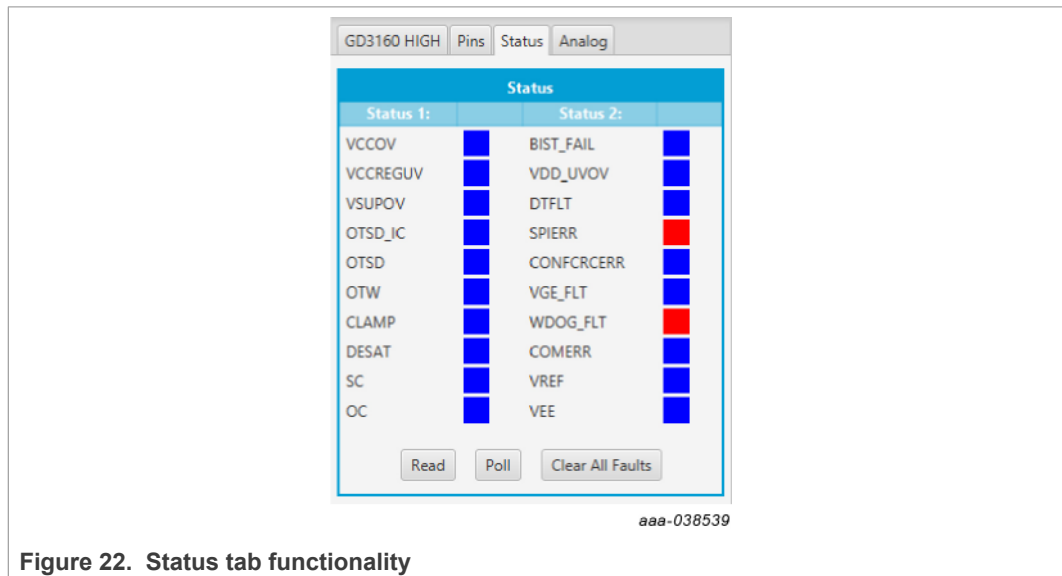 GD3160 HIGH Pins Status Analog
Status
Status 1: Status 2:
VCCOV BIST_FAIL
VCCREGUV VDD_UVOV
VSUPOV DTFLT
OTSD_IC SPIERR
OTSD CONFCRCERR
OTW VGE_FLT
CLAMP WDOG_FLT
DESAT COMERR
SC VREF
OC VEE
Read Poll Clear All Faults
aaa-038539
Figure 22. Status tab functionality